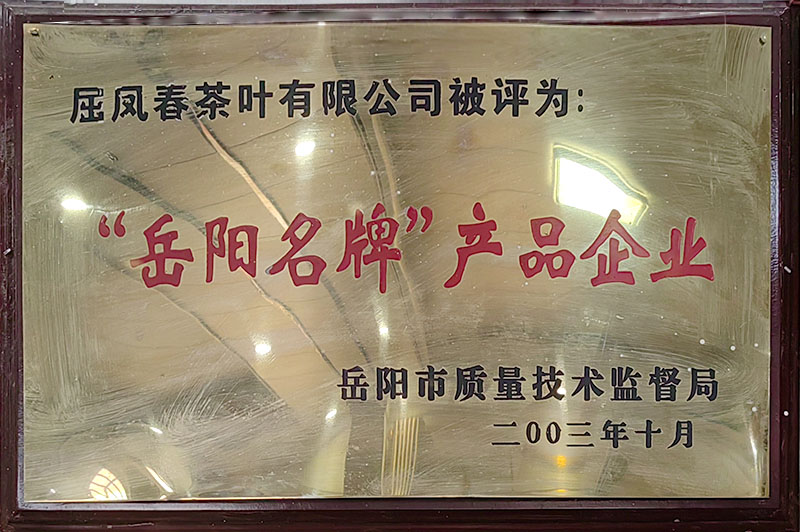 屈凤春茶叶有限公司被评为:
“岳阳名牌”产品企业
岳阳市质量技术监督局
二00三年十月